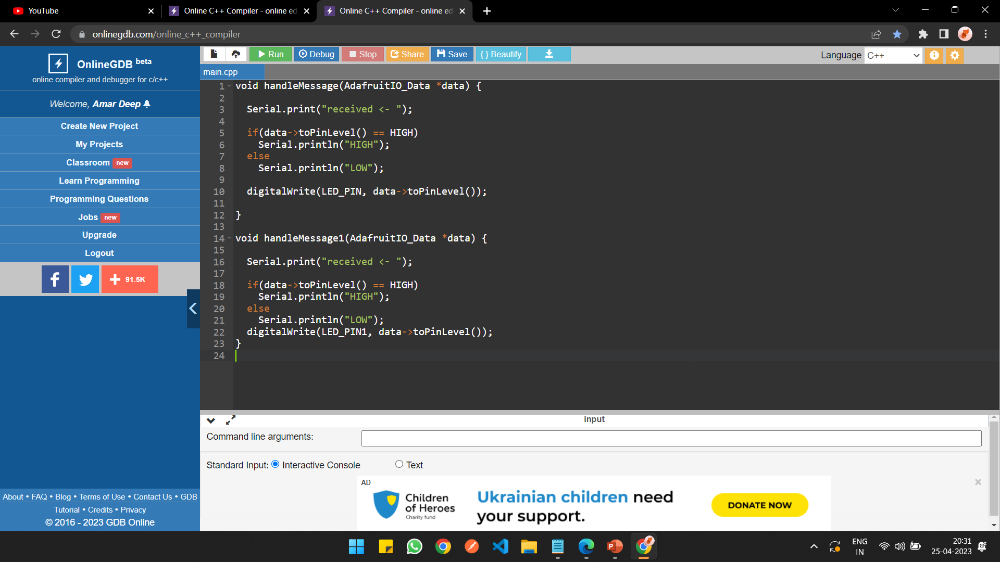 YouTube
Online C++ Compiler - online ed
Online C++ Compiler - online ed
onlinegdb.com/online_c++_compiler
OnlineGDB beta
online compiler and debugger for c/c++
Welcome, Amar Deep
Create New Project
My Projects
Classroom new
Learn Programming
Programming Questions
Jobs new
Upgrade
Logout
91.5K
About • FAQ • Blog • Terms of Use • Contact Us • GDB
Tutorial • Credits • Privacy
© 2016 - 2023 GDB Online
Run Debug Stop Share Save { } Beautify
Language C++
main.cpp
1 void handleMessage(AdafruitIO_Data *data) {
2
3 Serial.print("received <- ");
4
5 if(data->toPinLevel() == HIGH)
6 Serial.println("HIGH");
7 else
8 Serial.println("LOW");
9
10 digitalWrite(LED_PIN, data->toPinLevel());
11
12 }
13
14 void handleMessage1(AdafruitIO_Data *data) {
15
16 Serial.print("received <- ");
17
18 if(data->toPinLevel() == HIGH)
19 Serial.println("HIGH");
20 else
21 Serial.println("LOW");
22 digitalWrite(LED_PIN1, data->toPinLevel());
23 }
24
input
Command line arguments:
Standard Input: Interactive Console Text
AD
Children
of Heroes
Charity fund
Ukrainian children need
your support.
DONATE NOW
ENG
IN
20:31
25-04-2023